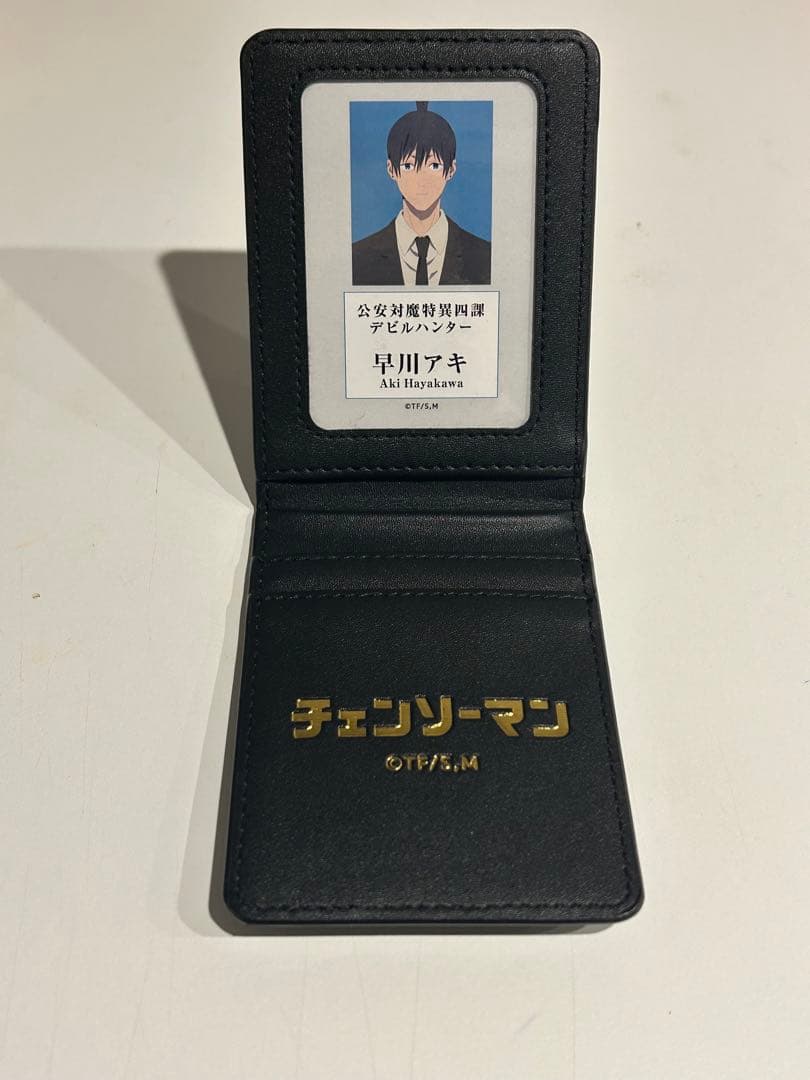 公安対魔特異四課
デビルハンター
早川アキ
Aki Hayakawa
©TF/S,M
チェンソーマン
©TF/S,M